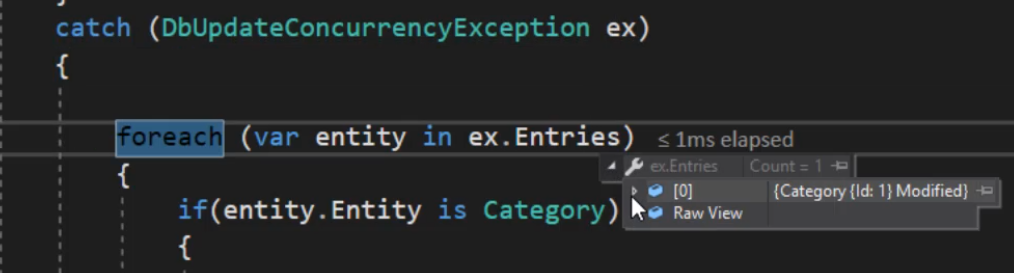 }
catch (DbUpdateConcurrencyException ex)
{
foreach (var entity in ex.Entries) ≤ 1ms elapsed
ex.Entries Count = 1
{
[0] {Category {Id: 1} Modified}
if(entity.Entity is Category)
Raw View
{